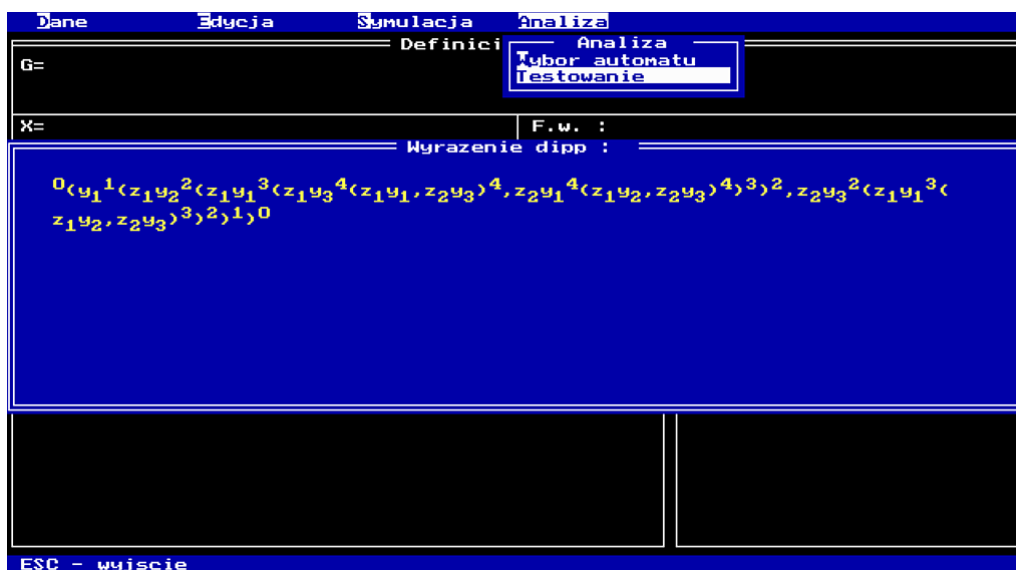 Dane Edycja Symulacja Analiza
Definicj Analiza
G= Wybor automatu
Testowanie
X= F.w. :
Wyrazenie dipp :
⁰(y₁¹(z₁y₂²(z₁y₁³(z₁y₃⁴(z₁y₁,z₂y₃)⁴,z₂y₁⁴(z₁y₂,z₂y₃)⁴)³)²,z₂y₃²(z₁y₁³(
z₁y₂,z₂y₃)³)²)¹)⁰
ESC - wyjscie